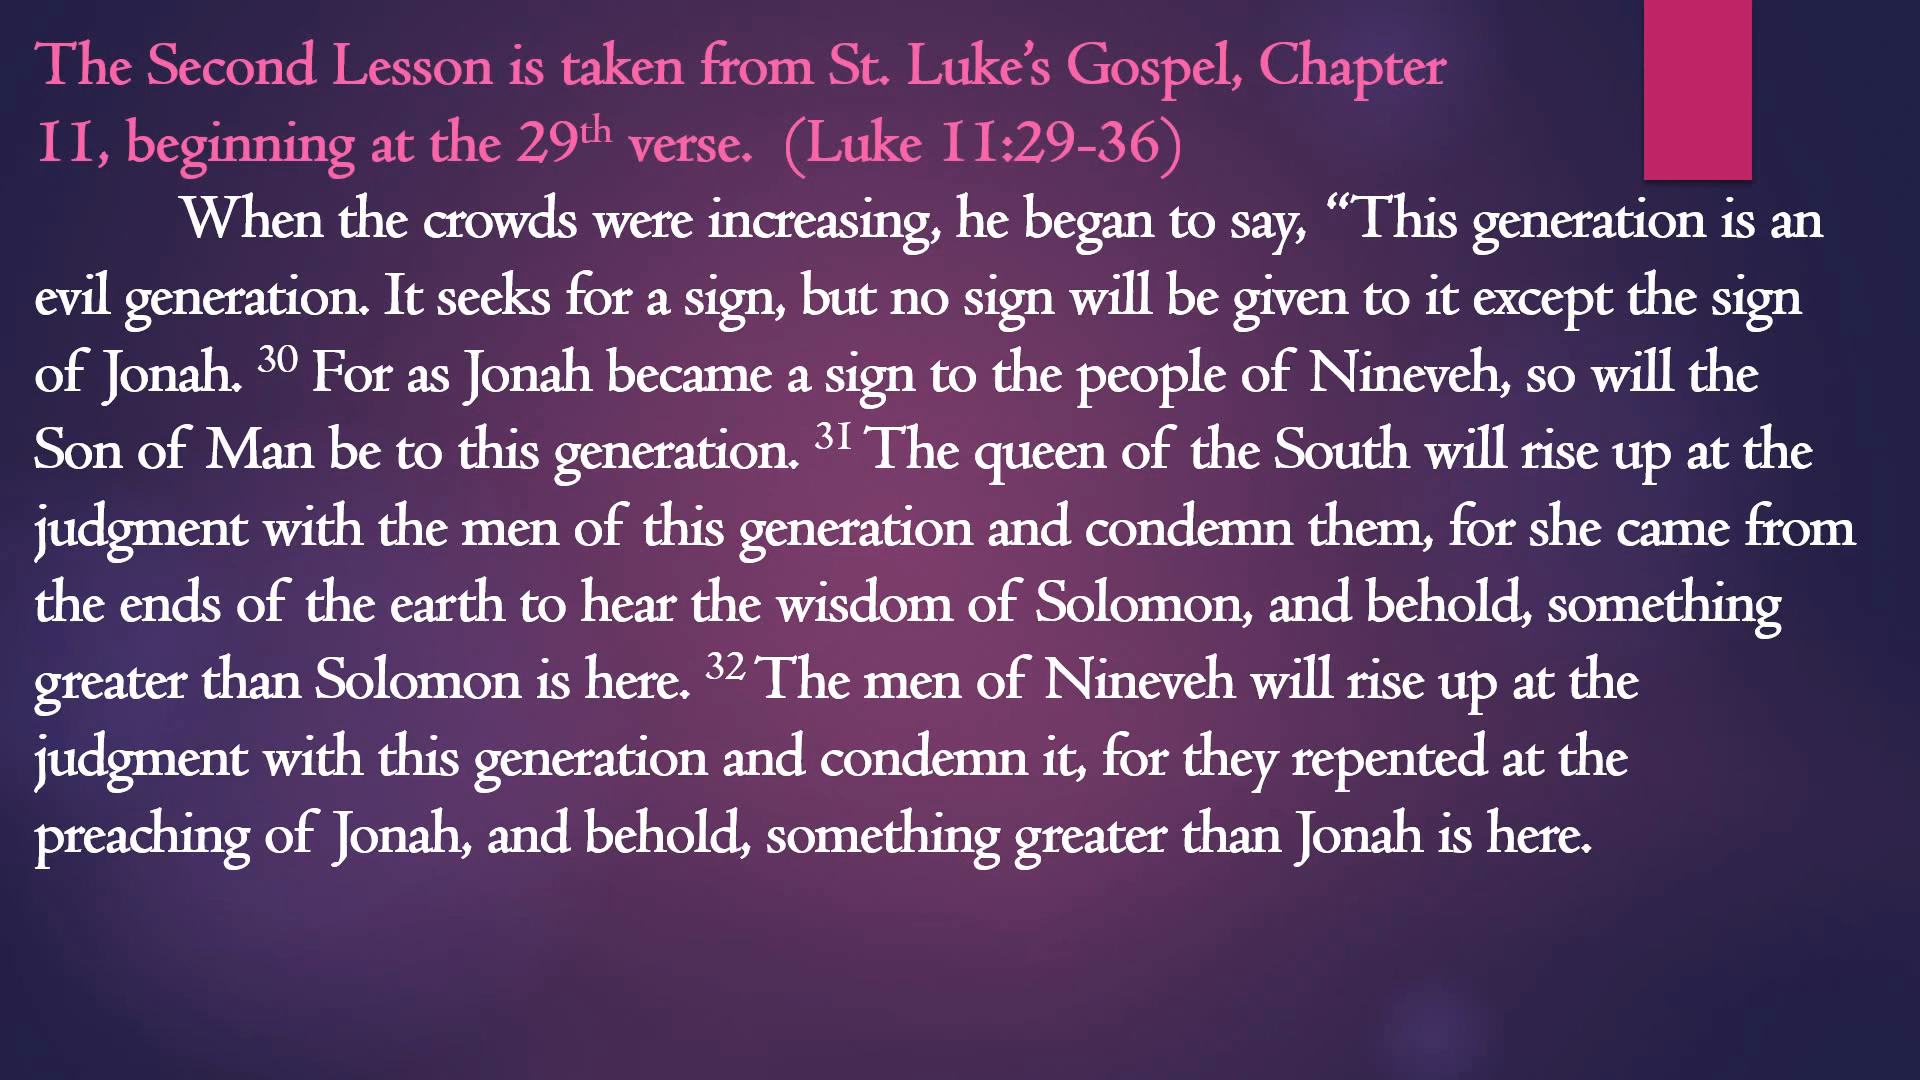 The Second Lesson is taken from St. Luke’s Gospel, Chapter
11, beginning at the 29th verse.  (Luke 11:29-36)
When the crowds were increasing, he began to say, “This generation is an
evil generation. It seeks for a sign, but no sign will be given to it except the sign
of Jonah. 30 For as Jonah became a sign to the people of Nineveh, so will the
Son of Man be to this generation. 31 The queen of the South will rise up at the
judgment with the men of this generation and condemn them, for she came from
the ends of the earth to hear the wisdom of Solomon, and behold, something
greater than Solomon is here. 32 The men of Nineveh will rise up at the
judgment with this generation and condemn it, for they repented at the
preaching of Jonah, and behold, something greater than Jonah is here.